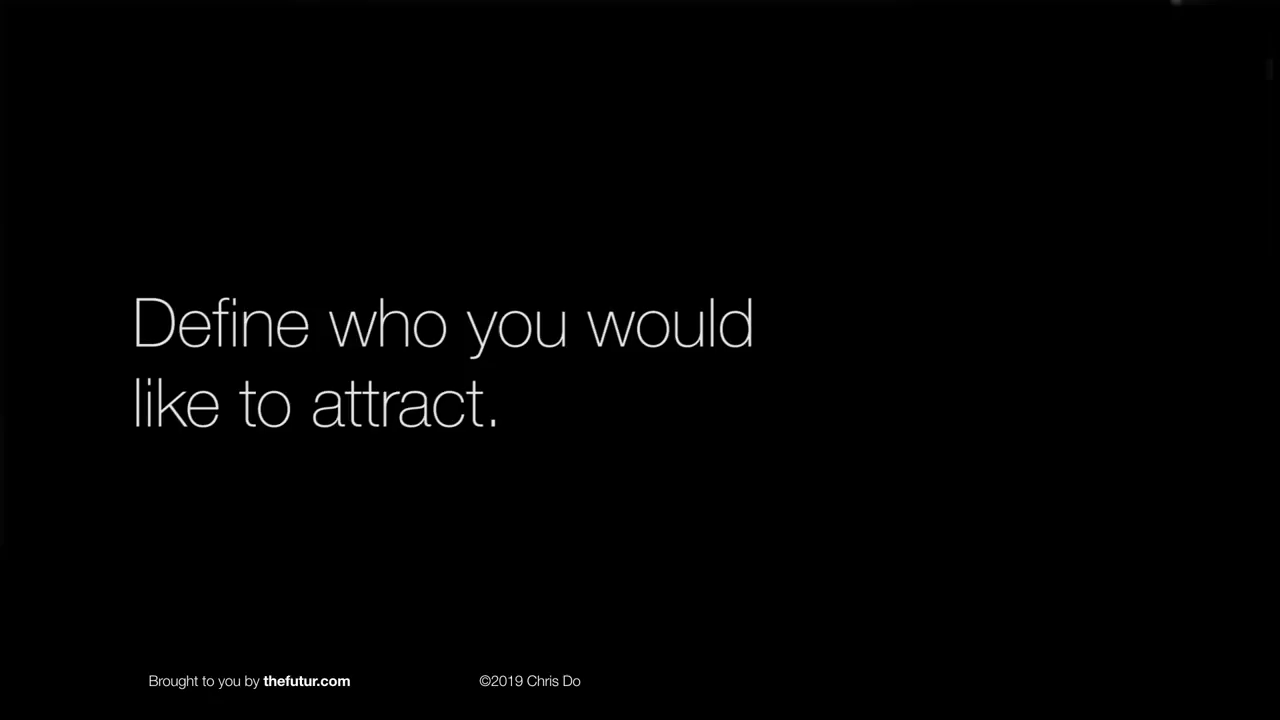 Define who you would
like to attract.
Brought to you by thefutur.com ©2019 Chris Do